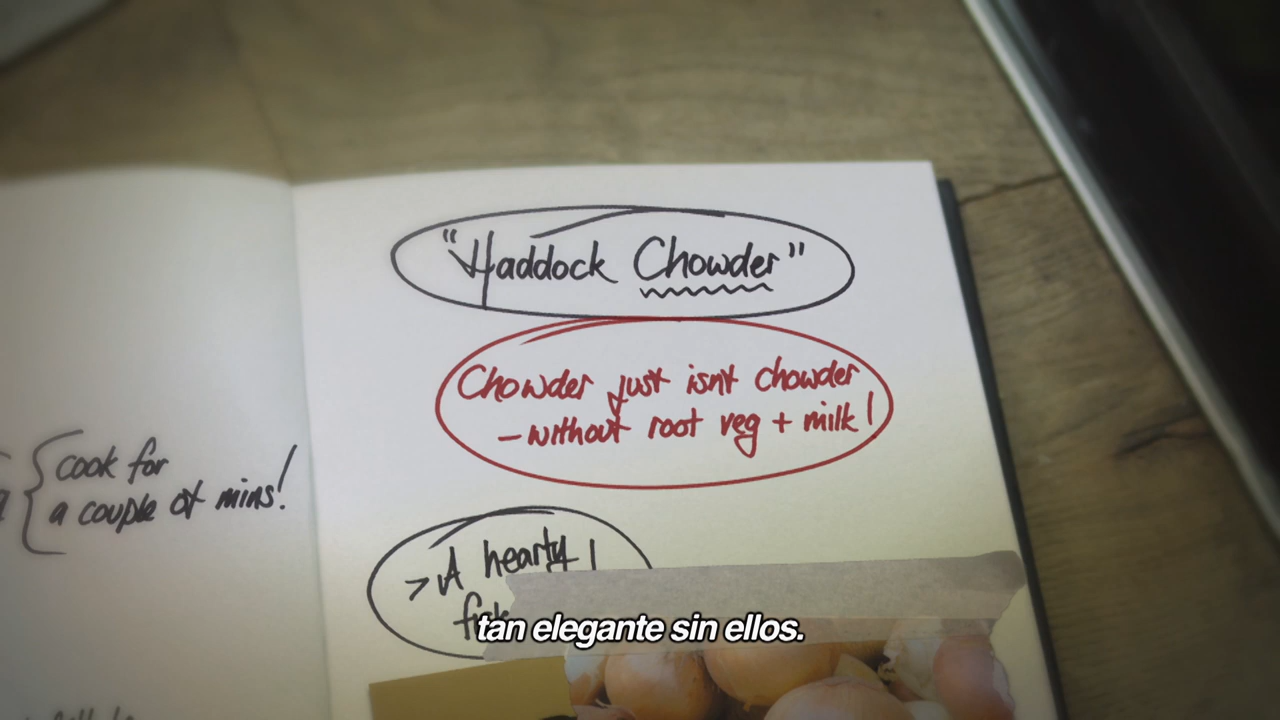 "Haddock Chowder"
Chowder just isnt chowder
- without root veg + milk!
cook for
a couple of mins!
> A hearty
tan elegante sin ellos.